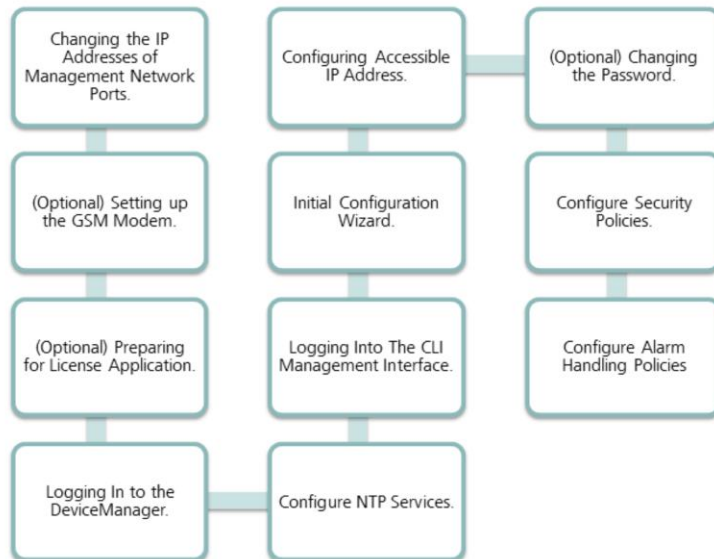 Changing the IP
Addresses of
Management Network
Ports.
(Optional) Setting up
the GSM Modem.
(Optional) Preparing
for License Application.
Logging In to the
DeviceManager.
Configure NTP Services.
Logging Into The CLI
Management Interface.
Initial Configuration
Wizard.
Configuring Accessible
IP Address.
(Optional) Changing
the Password.
Configure Security
Policies.
Configure Alarm
Handling Policies